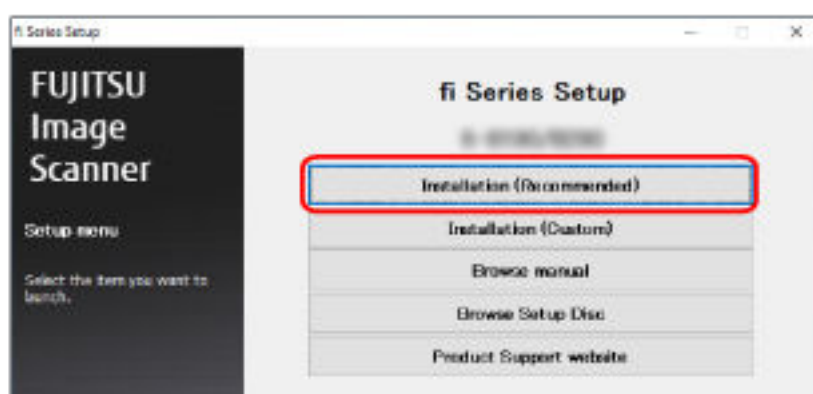 fi Series Setup
FUJITSU
Image
Scanner
Setup menu
Select the item you want to
launch.
fi Series Setup
Installation (Recommended)
Installation (Custom)
Browse manual
Browse Setup Disc
Product Support website